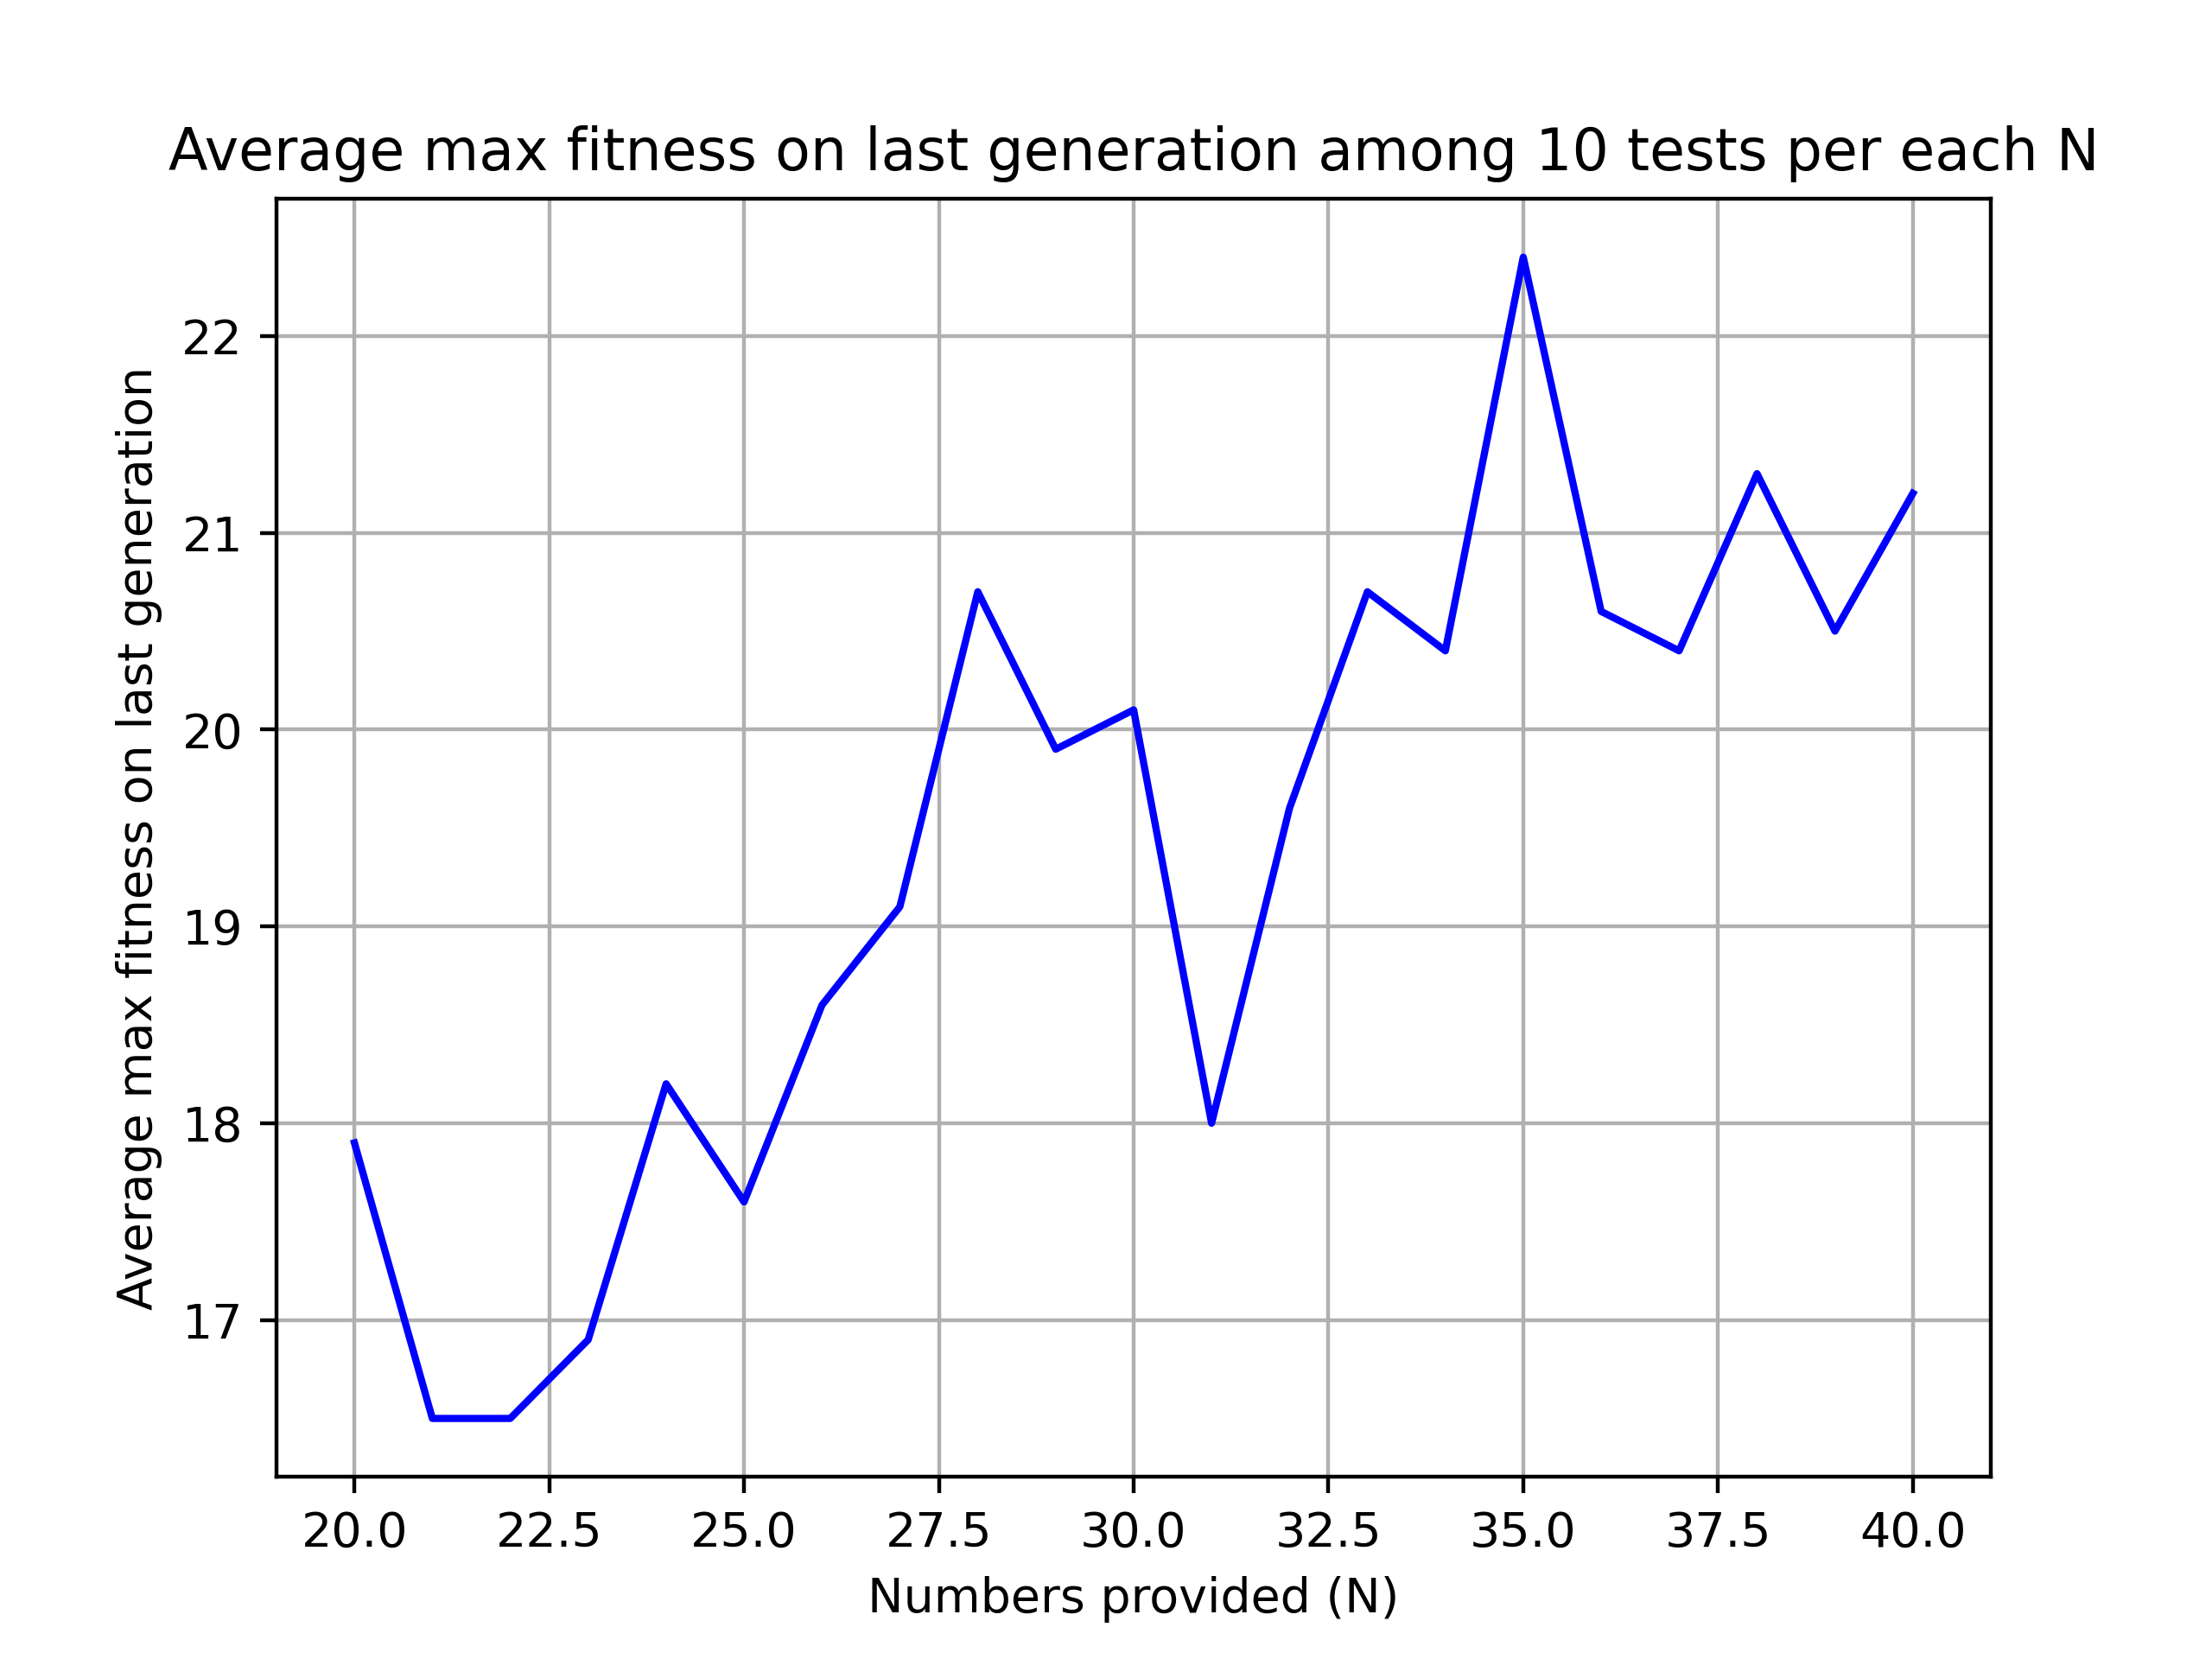 Average max fitness on last generation among 10 tests per each N
Average max fitness on last generation
22
21
20
19
18
17
20.0 22.5 25.0 27.5 30.0 32.5 35.0 37.5 40.0
Numbers provided (N)